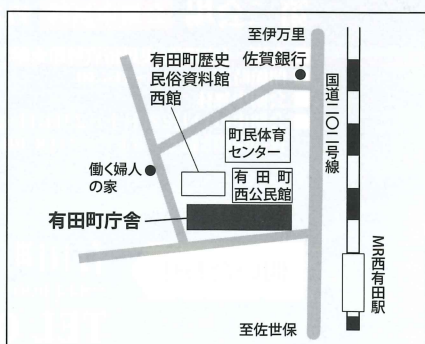 至伊万里
佐賀銀行
有田町歴史
民俗資料館
西館
国道二〇二号線
町民体育
センター
働く婦人
の家
有田町
西公民館
有田町庁舎
MR西有田駅
至佐世保